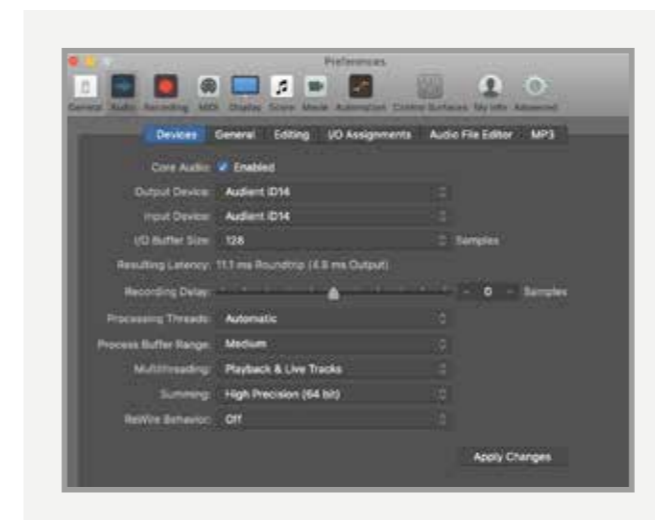 Preferences
General Audio Recording MIDI Display Score Movie Automation Control Surfaces My Info Advanced
Devices General Editing I/O Assignments Audio File Editor MP3
Core Audio: Enabled
Output Device: Audient iD14
Input Device: Audient iD14
I/O Buffer Size: 128 Samples
Resulting Latency: 11.1 ms Roundtrip (4.8 ms Output)
Recording Delay: 0 Samples
Processing Threads: Automatic
Process Buffer Range: Medium
Multithreading: Playback & Live Tracks
Summing: High Precision (64 bit)
ReWire Behavior: Off
Apply Changes